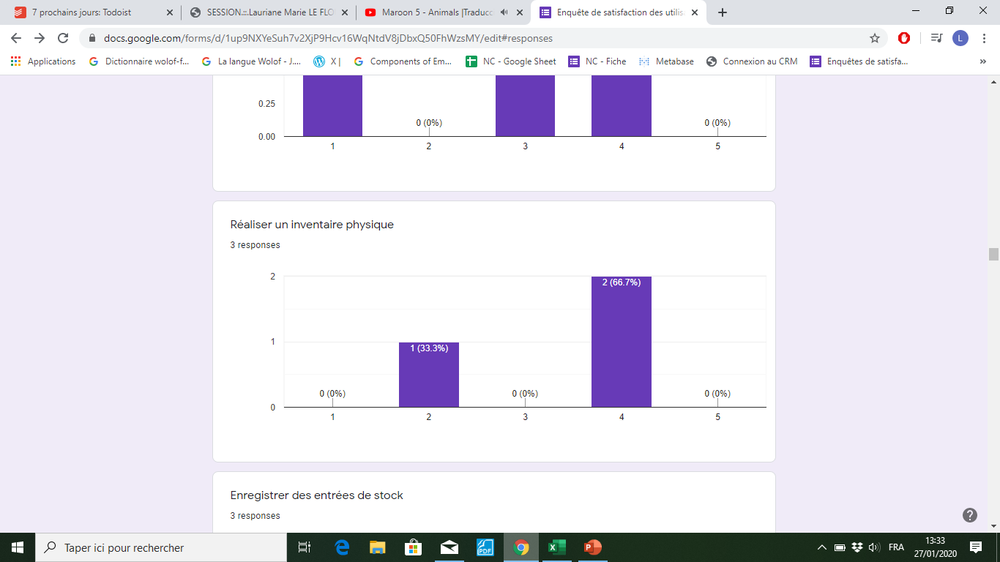 7 prochains jours: Todoist
SESSION.::.Lauriane Marie LE FLO
Maroon 5 - Animals |Traducc
Enquête de satisfaction des utilis
docs.google.com/forms/d/1up9NXYeSuh7v2XjP9Hcv16WqNtdV8jDbxQ50FhWzsMY/edit#responses
L
Applications
Dictionnaire wolof-f...
La langue Wolof - J....
X |
Components of Em...
NC - Google Sheet
NC - Fiche
Metabase
Connexion au CRM
Enquêtes de satisfa...
»
0.25
0.00
0 (0%)
0 (0%)
1 2 3 4 5
Réaliser un inventaire physique
3 responses
2
1
0
0 (0%)
1 (33.3%)
0 (0%)
2 (66.7%)
0 (0%)
1 2 3 4 5
Enregistrer des entrées de stock
3 responses
Taper ici pour rechercher
PDF
FRA
13:33
27/01/2020